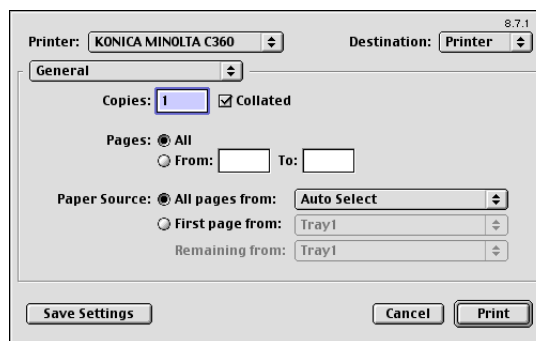 8.7.1
Printer: KONICA MINOLTA C360 Destination: Printer
General
Copies: 1 Collated
Pages: All
From: To:
Paper Source: All pages from: Auto Select
First page from: Tray1
Remaining from: Tray1
Save Settings Cancel Print